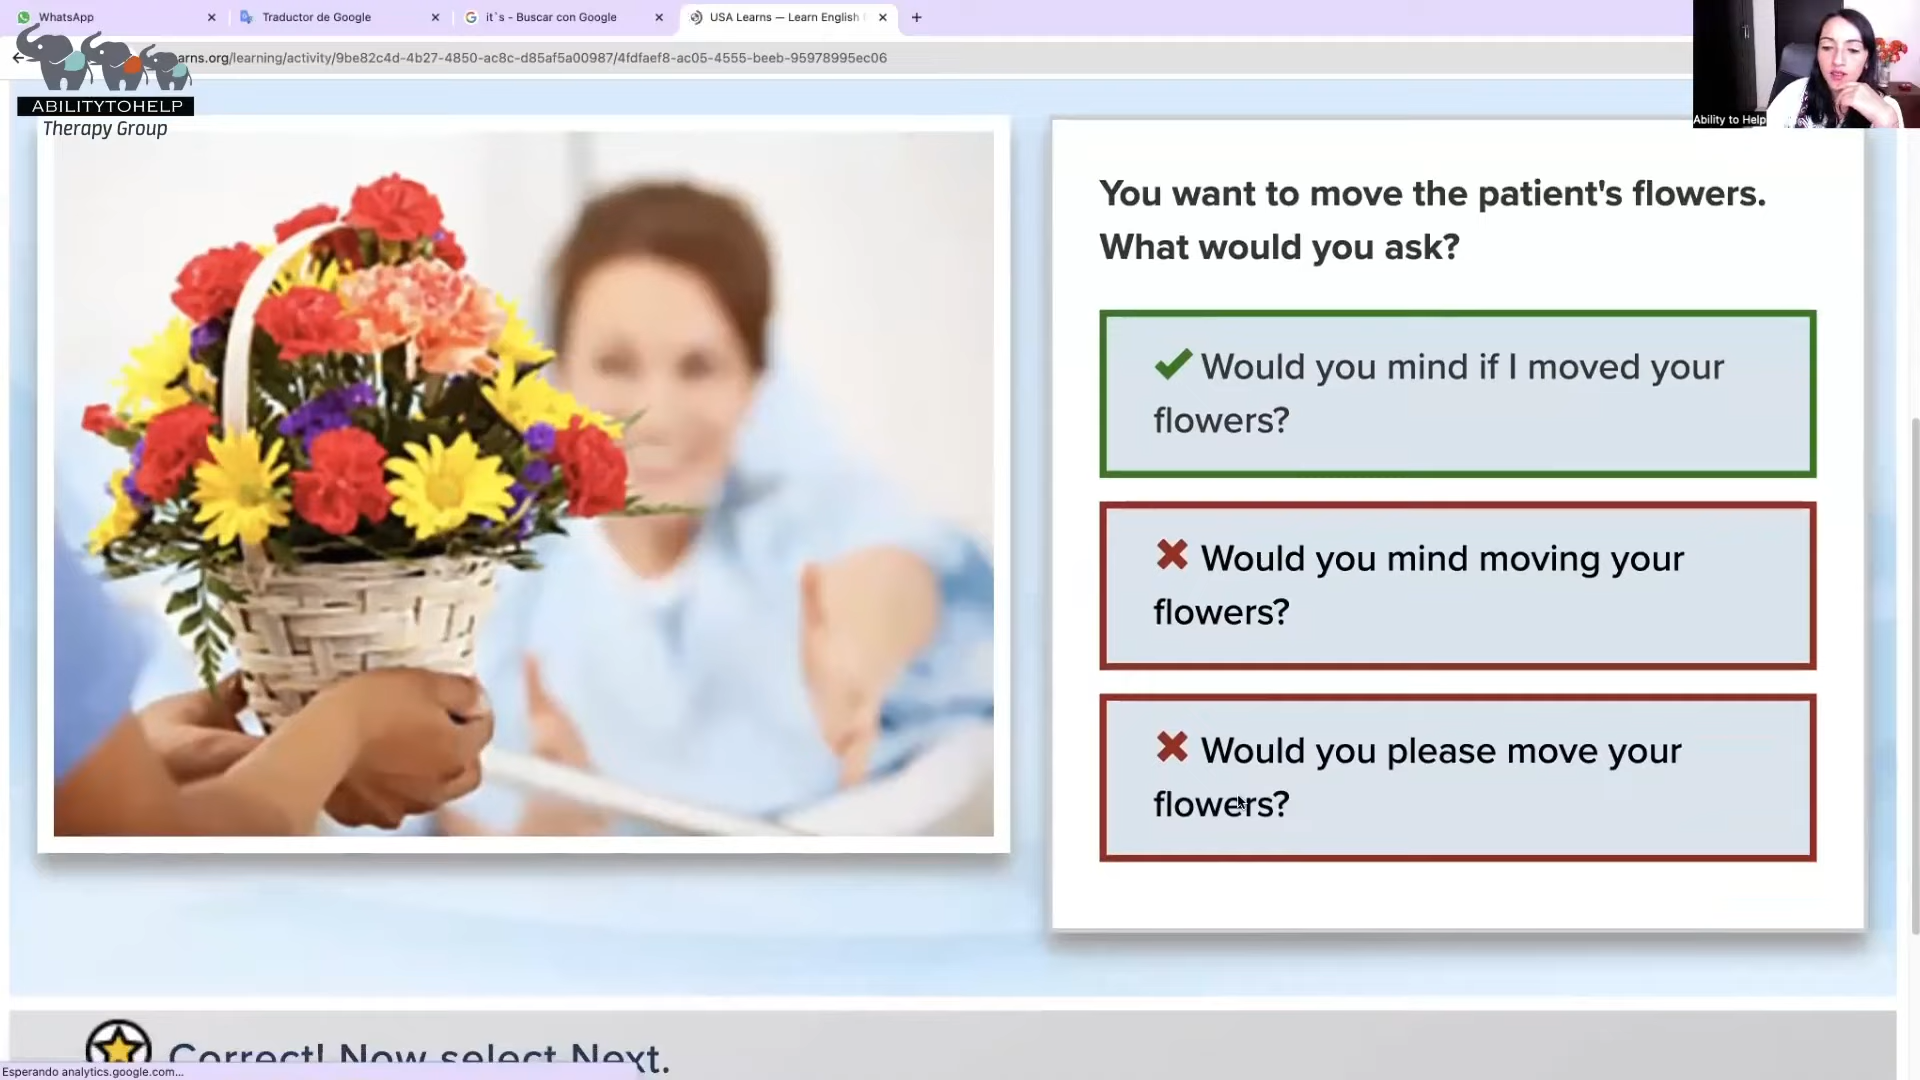 WhatsApp
Traductor de Google
it`s - Buscar con Google
USA Learns — Learn English
arns.org/learning/activity/9be82c4d-4b27-4850-ac8c-d85af5a00987/4fdfaef8-ac05-4555-beeb-95978995ec06
ABILITYTOHELP
Therapy Group
Ability to Help
You want to move the patient's flowers.
What would you ask?
Would you mind if I moved your
flowers?
Would you mind moving your
flowers?
Would you please move your
flowers?
Correct! Now select Next.
Esperando analytics.google.com...